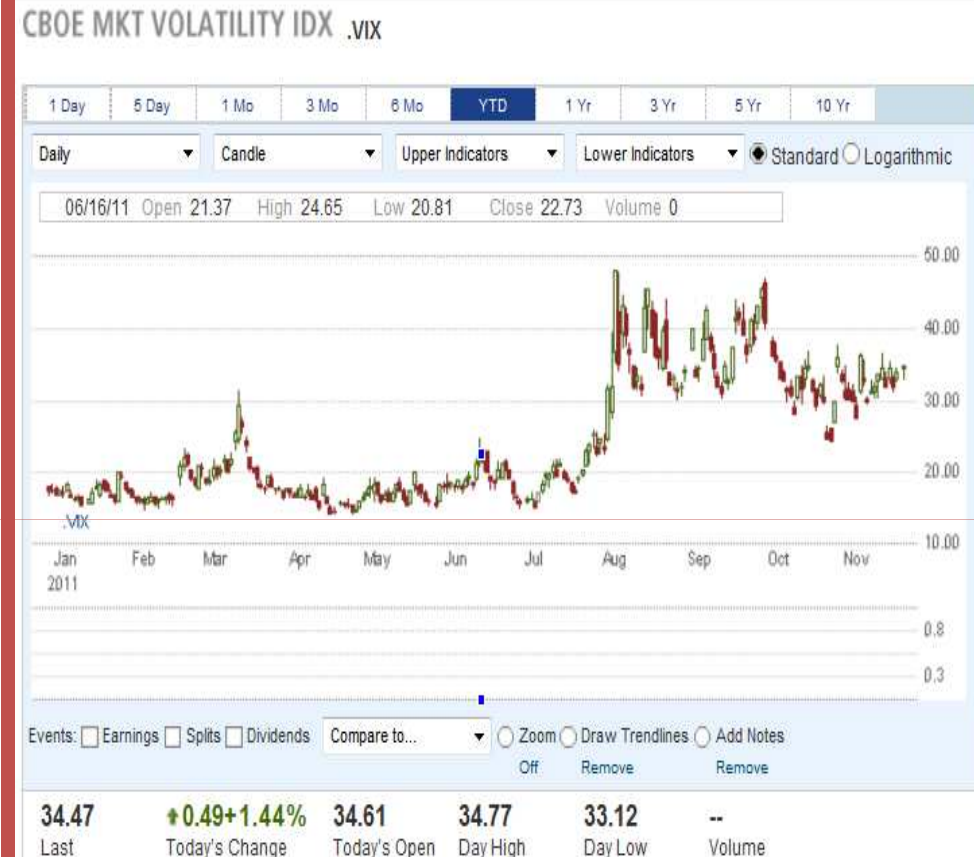 CBOE MKT VOLATILITY IDX .VIX
1 Day 5 Day 1 Mo 3 Mo 6 Mo YTD 1 Yr 3 Yr 5 Yr 10 Yr
Daily Candle Upper Indicators Lower Indicators Standard Logarithmic
06/16/11 Open 21.37 High 24.65 Low 20.81 Close 22.73 Volume 0
50.00
40.00
30.00
20.00
.VIX
10.00
Jan Feb Mar Apr May Jun Jul Aug Sep Oct Nov
2011
0.8
0.3
Events: Earnings Splits Dividends Compare to... Zoom Draw Trendlines Add Notes
Off Remove Remove
34.47 0.49+1.44% 34.61 34.77 33.12 --
Last Today's Change Today's Open Day High Day Low Volume